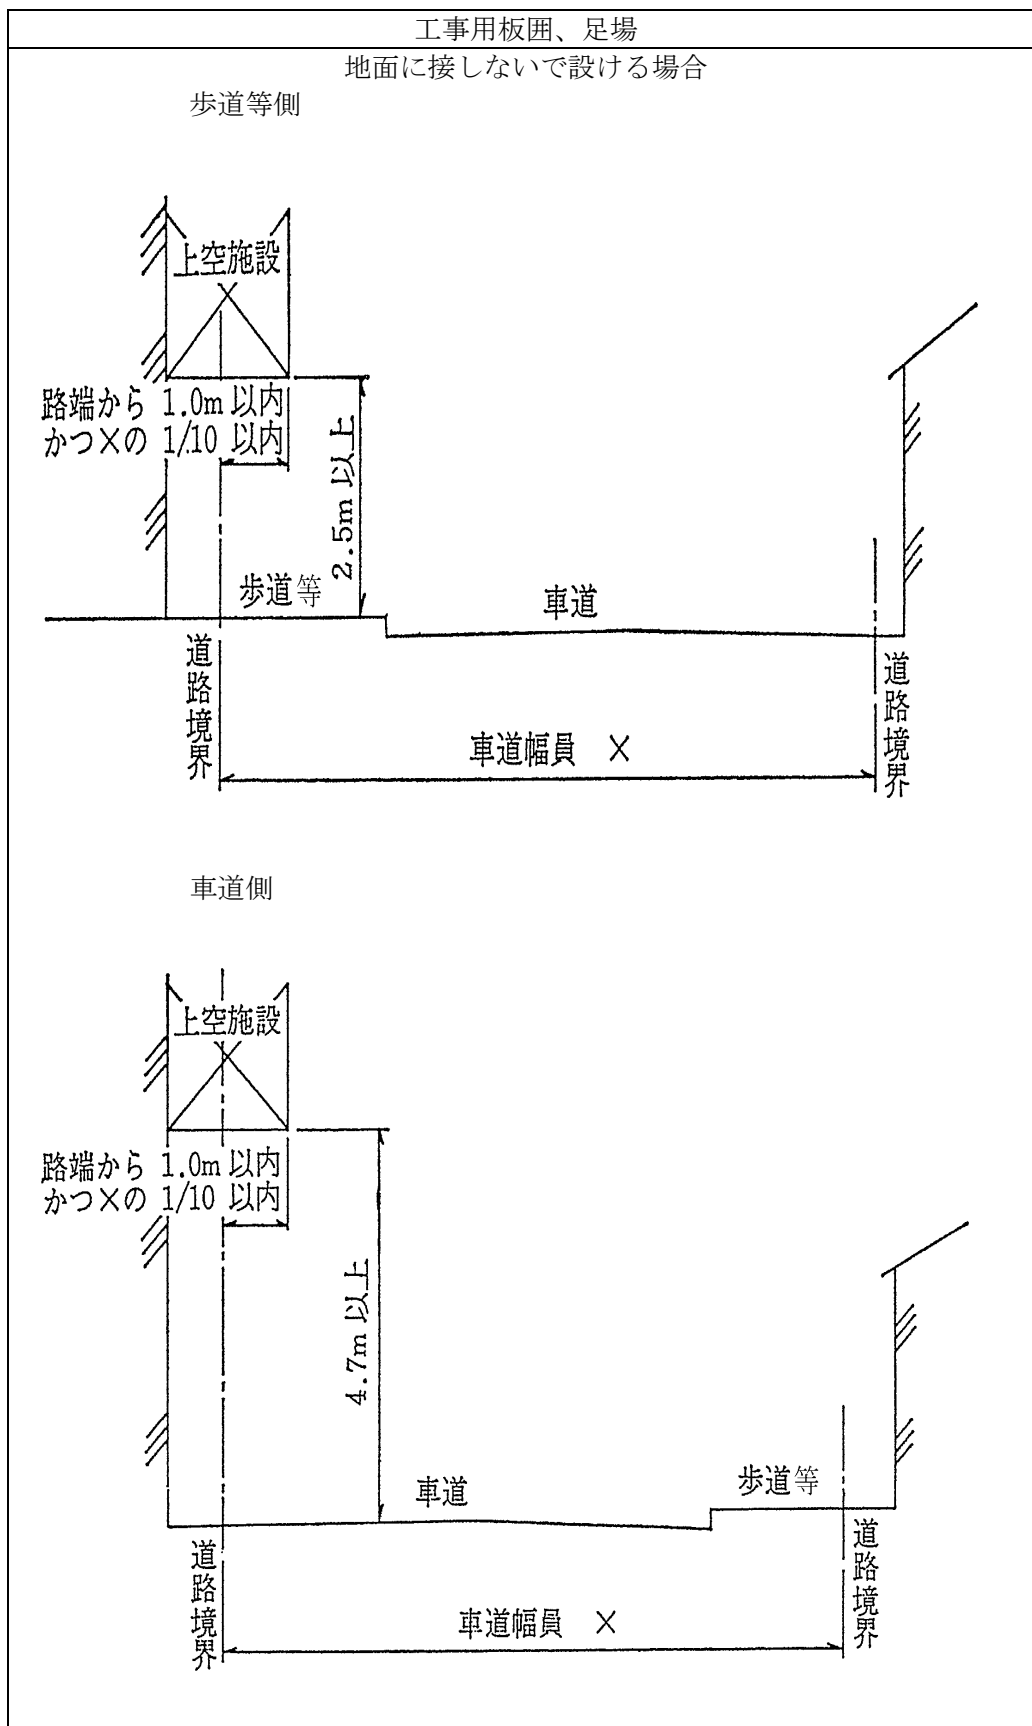 工事用板囲、足場
地面に接しないで設ける場合
歩道等側
上空施設
路端から 1.0m 以内
かつXの 1/10 以内
2.5m 以上
歩道等
車道
道路境界
道路境界
車道幅員 X
車道側
上空施設
路端から 1.0m 以内
かつXの 1/10 以内
4.7m 以上
車道
歩道等
道路境界
道路境界
車道幅員 X